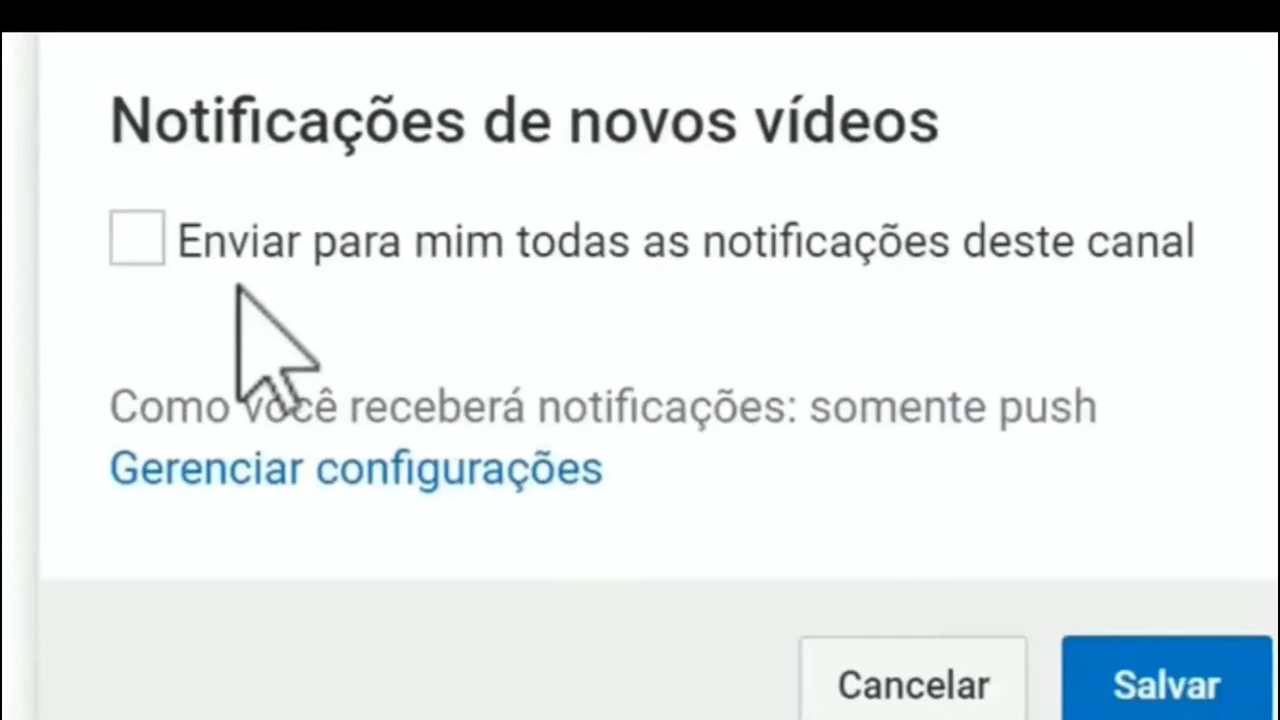 Notificações de novos vídeos
Enviar para mim todas as notificações deste canal
Como você receberá notificações: somente push
Gerenciar configurações
Cancelar
Salvar